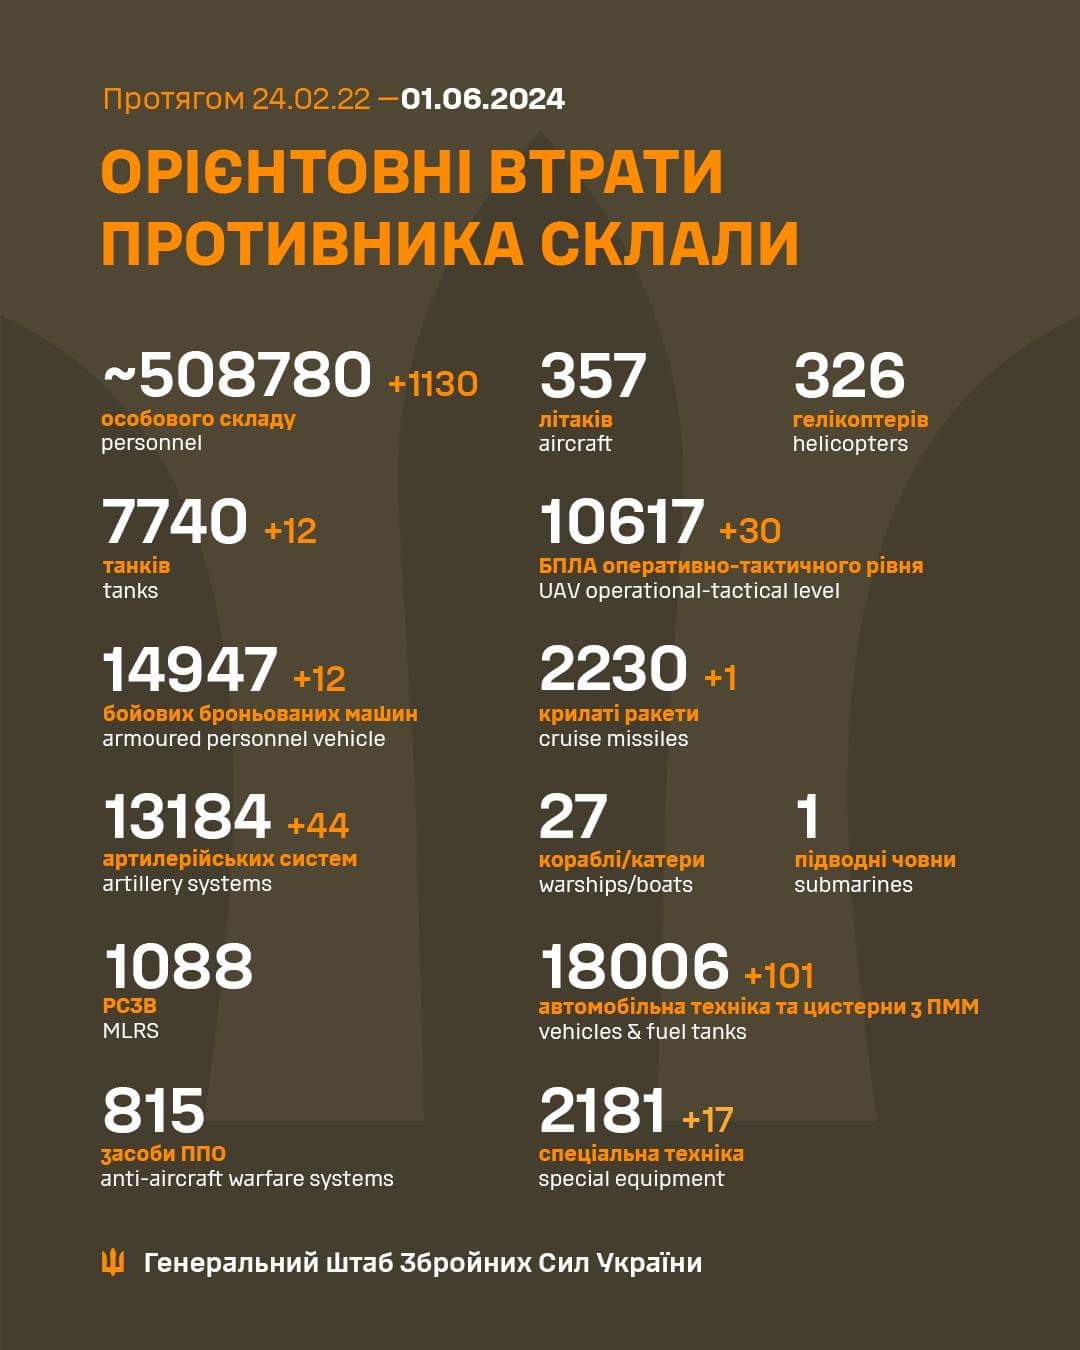 Протягом 24.02.22 —01.06.2024
ОРІЄНТОВНІ ВТРАТИ
ПРОТИВНИКА СКЛАЛИ
~508780 +1130
особового складу
personnel
357
літаків
aircraft
326
гелікоптерів
helicopters
7740 +12
танків
tanks
10617 +30
БПЛА оперативно-тактичного рівня
UAV operational-tactical level
14947 +12
бойових броньованих машин
armoured personnel vehicle
2230 +1
крилаті ракети
cruise missiles
13184 +44
артилерійських систем
artillery systems
27
кораблі/катери
warships/boats
1
підводні човни
submarines
1088
РСЗВ
MLRS
18006 +101
автомобільна техніка та цистерни з ПММ
vehicles & fuel tanks
815
засоби ППО
anti-aircraft warfare systems
2181 +17
спеціальна техніка
special equipment
Генеральний штаб Збройних Сил України